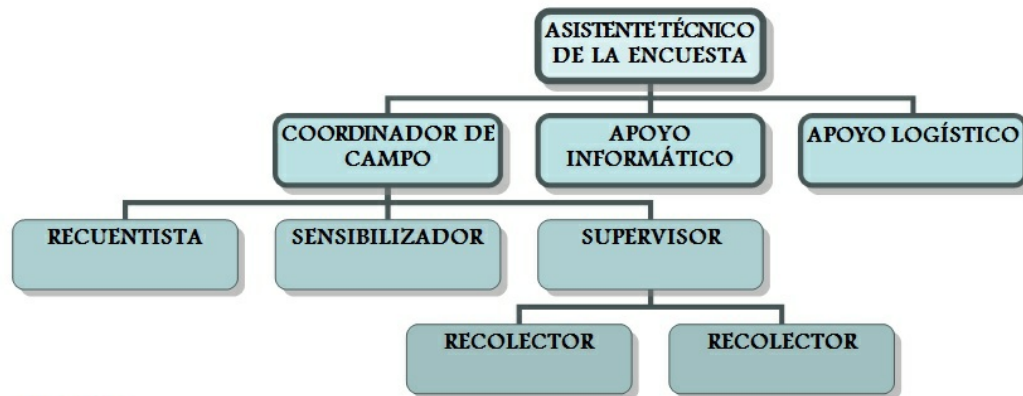 ASISTENTE TÉCNICO
DE LA ENCUESTA
COORDINADOR DE
CAMPO
APOYO
INFORMÁTICO
APOYO LOGÍSTICO
RECUENTISTA
SENSIBILIZADOR
SUPERVISOR
RECOLECTOR
RECOLECTOR